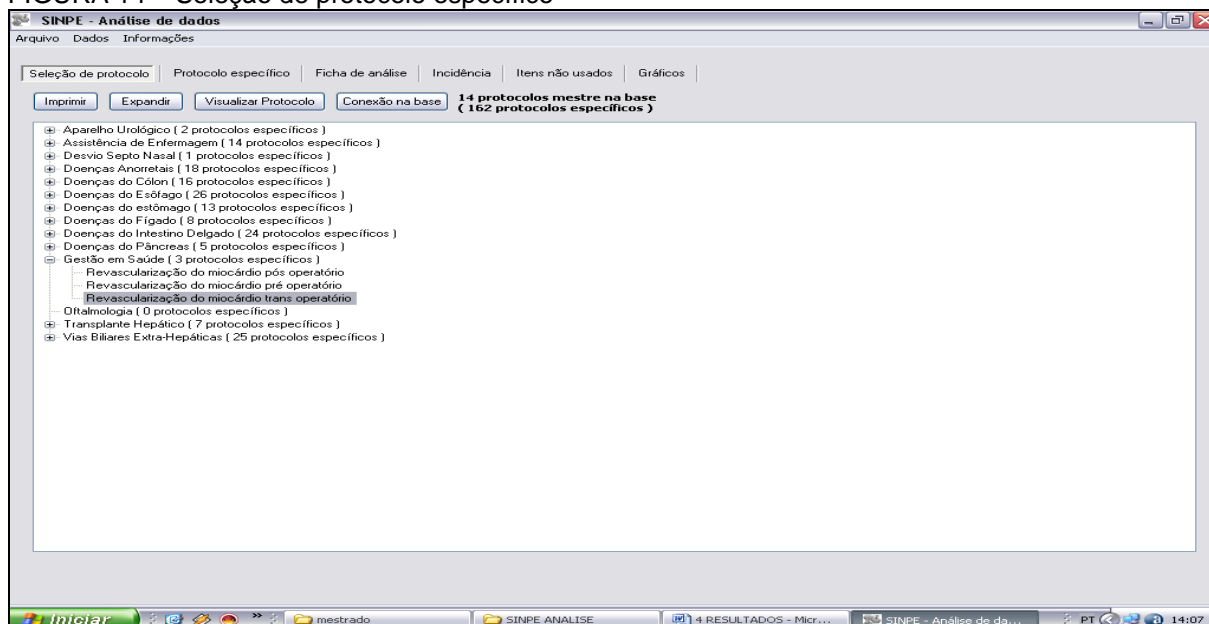 SINPE - Análise de dados
Arquivo Dados Informações
Seleção de protocolo Protocolo específico Ficha de análise Incidência Itens não usados Gráficos
Imprimir Expandir Visualizar Protocolo Conexão na base 14 protocolos mestre na base
( 162 protocolos específicos )
Aparelho Urológico ( 2 protocolos específicos )
Assistência de Enfermagem ( 14 protocolos específicos )
Desvio Septo Nasal ( 1 protocolos específicos )
Doenças Anorretais ( 18 protocolos específicos )
Doenças do Cólon ( 16 protocolos específicos )
Doenças do Esôfago ( 26 protocolos específicos )
Doenças do estômago ( 13 protocolos específicos )
Doenças do Fígado ( 8 protocolos específicos )
Doenças do Intestino Delgado ( 24 protocolos específicos )
Doenças do Pâncreas ( 5 protocolos específicos )
Gestão em Saúde ( 3 protocolos específicos )
Revascularização do miocárdio pós operatório
Revascularização do miocárdio pré operatório
Revascularização do miocárdio trans operatório
Oftalmologia ( 0 protocolos específicos )
Transplante Hepático ( 7 protocolos específicos )
Vias Biliares Extra-Hepáticas ( 25 protocolos específicos )
Iniciar mestrado SINPE ANALISE 4 RESULTADOS - Micr... SINPE - Análise de da... PT 14:07